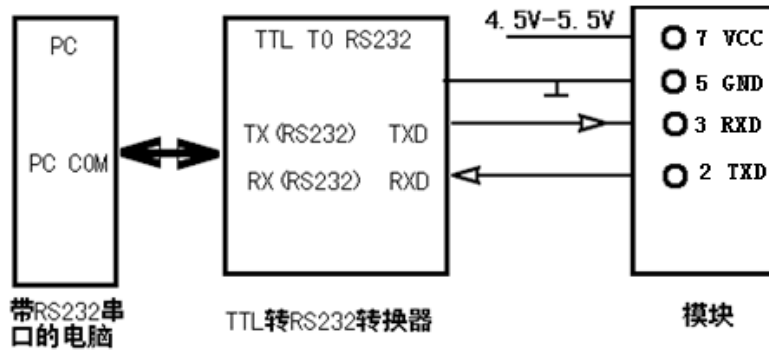 PC
PC COM
带RS232串
口的电脑
TTL TO RS232
TX(RS232) TXD
RX(RS232) RXD
TTL转RS232转换器
4.5V-5.5V
7 VCC
5 GND
3 RXD
2 TXD
模块